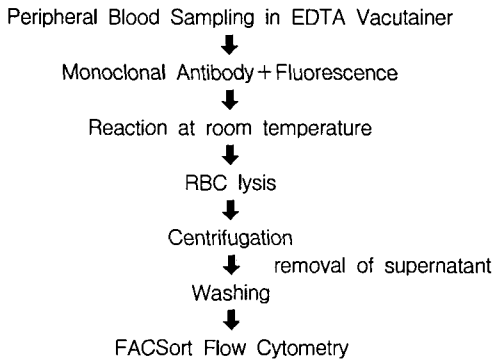 Peripheral Blood Sampling in EDTA Vacutainer
Monoclonal Antibody+Fluorescence
Reaction at room temperature
RBC lysis
Centrifugation
removal of supernatant
Washing
FACSort Flow Cytometry